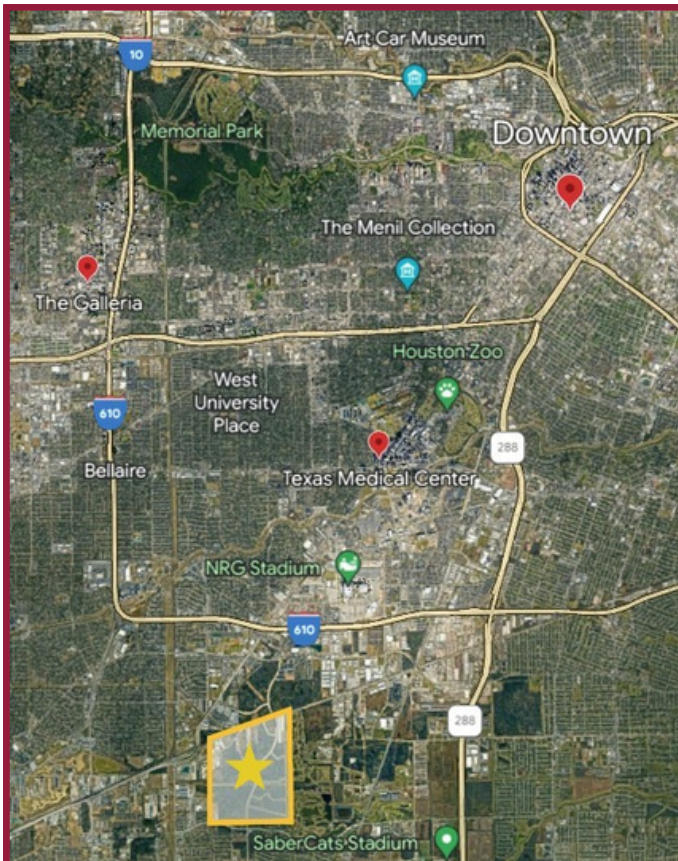 Art Car Museum
10
Memorial Park
Downtown
The Menil Collection
The Galleria
Houston Zoo
West
University
Place
610
288
Bellaire
Texas Medical Center
NRG Stadium
610
288
SaberCats Stadium